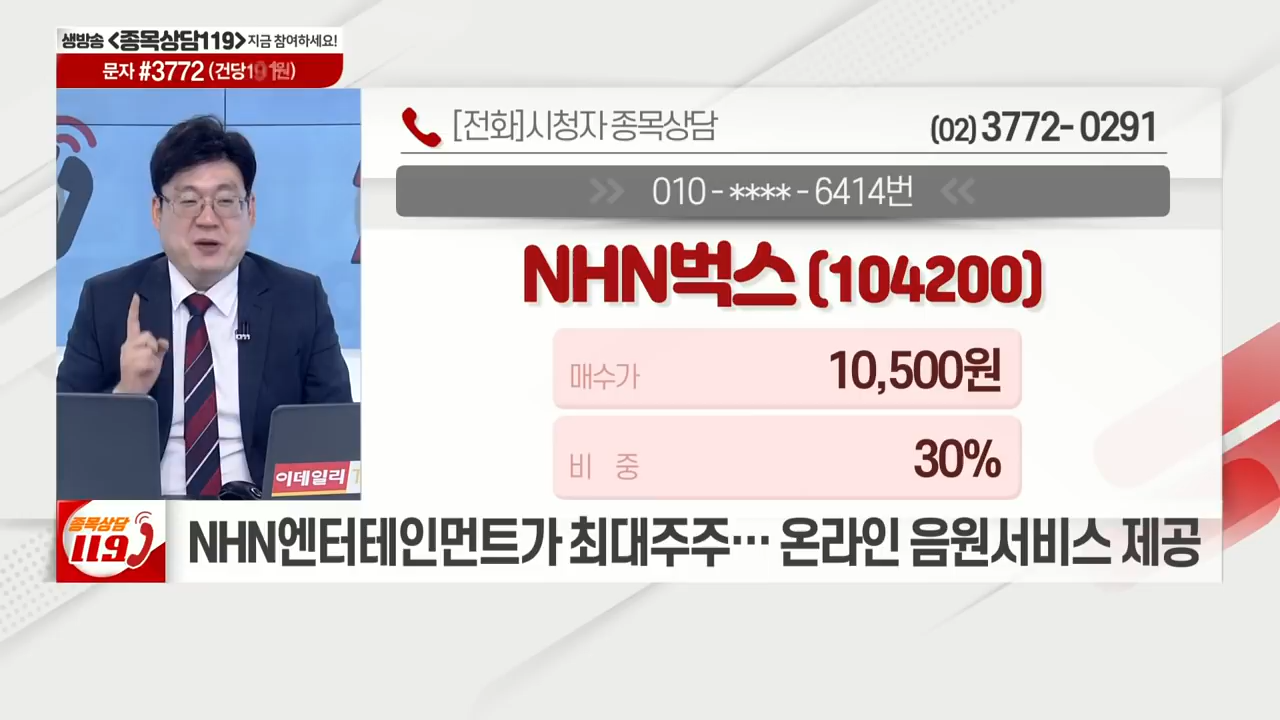 생방송 <종목상담119> 지금 참여하세요!
문자 #3772 (건당 원)
[전화]시청자 종목상담
(02) 3772- 0291
010 - **** - 6414번
NHN벅스 (104200)
매수가 10,500원
비 중 30%
이데일리
종목상담
119
NHN엔터테인먼트가 최대주주… 온라인 음원서비스 제공